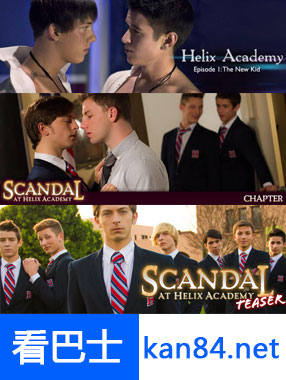 Helix Academy
Episode 1:The New Kid
SCANDAL
AT HELIX ACADEMY
CHAPTER
SCANDAL
AT HELIX ACADEMY
TEASER
看巴士 kan84.net